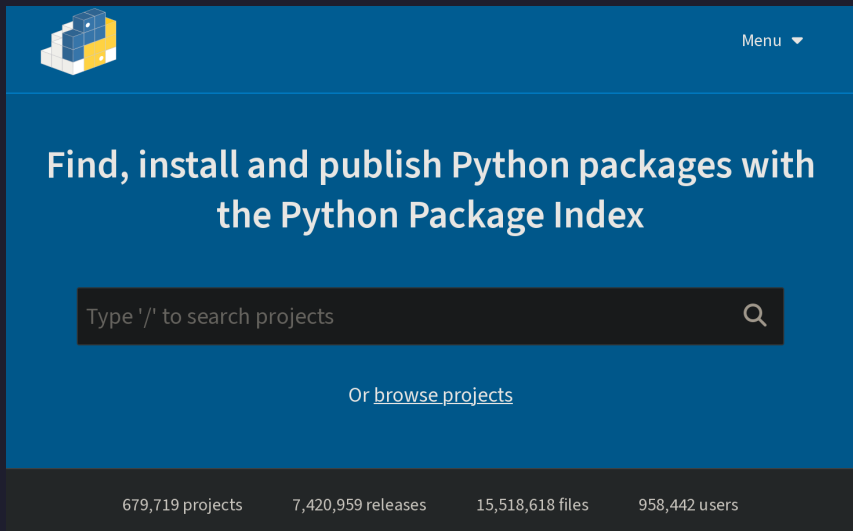 Menu
Find, install and publish Python packages with
the Python Package Index
Type '/' to search projects
Or browse projects
679,719 projects 7,420,959 releases 15,518,618 files 958,442 users